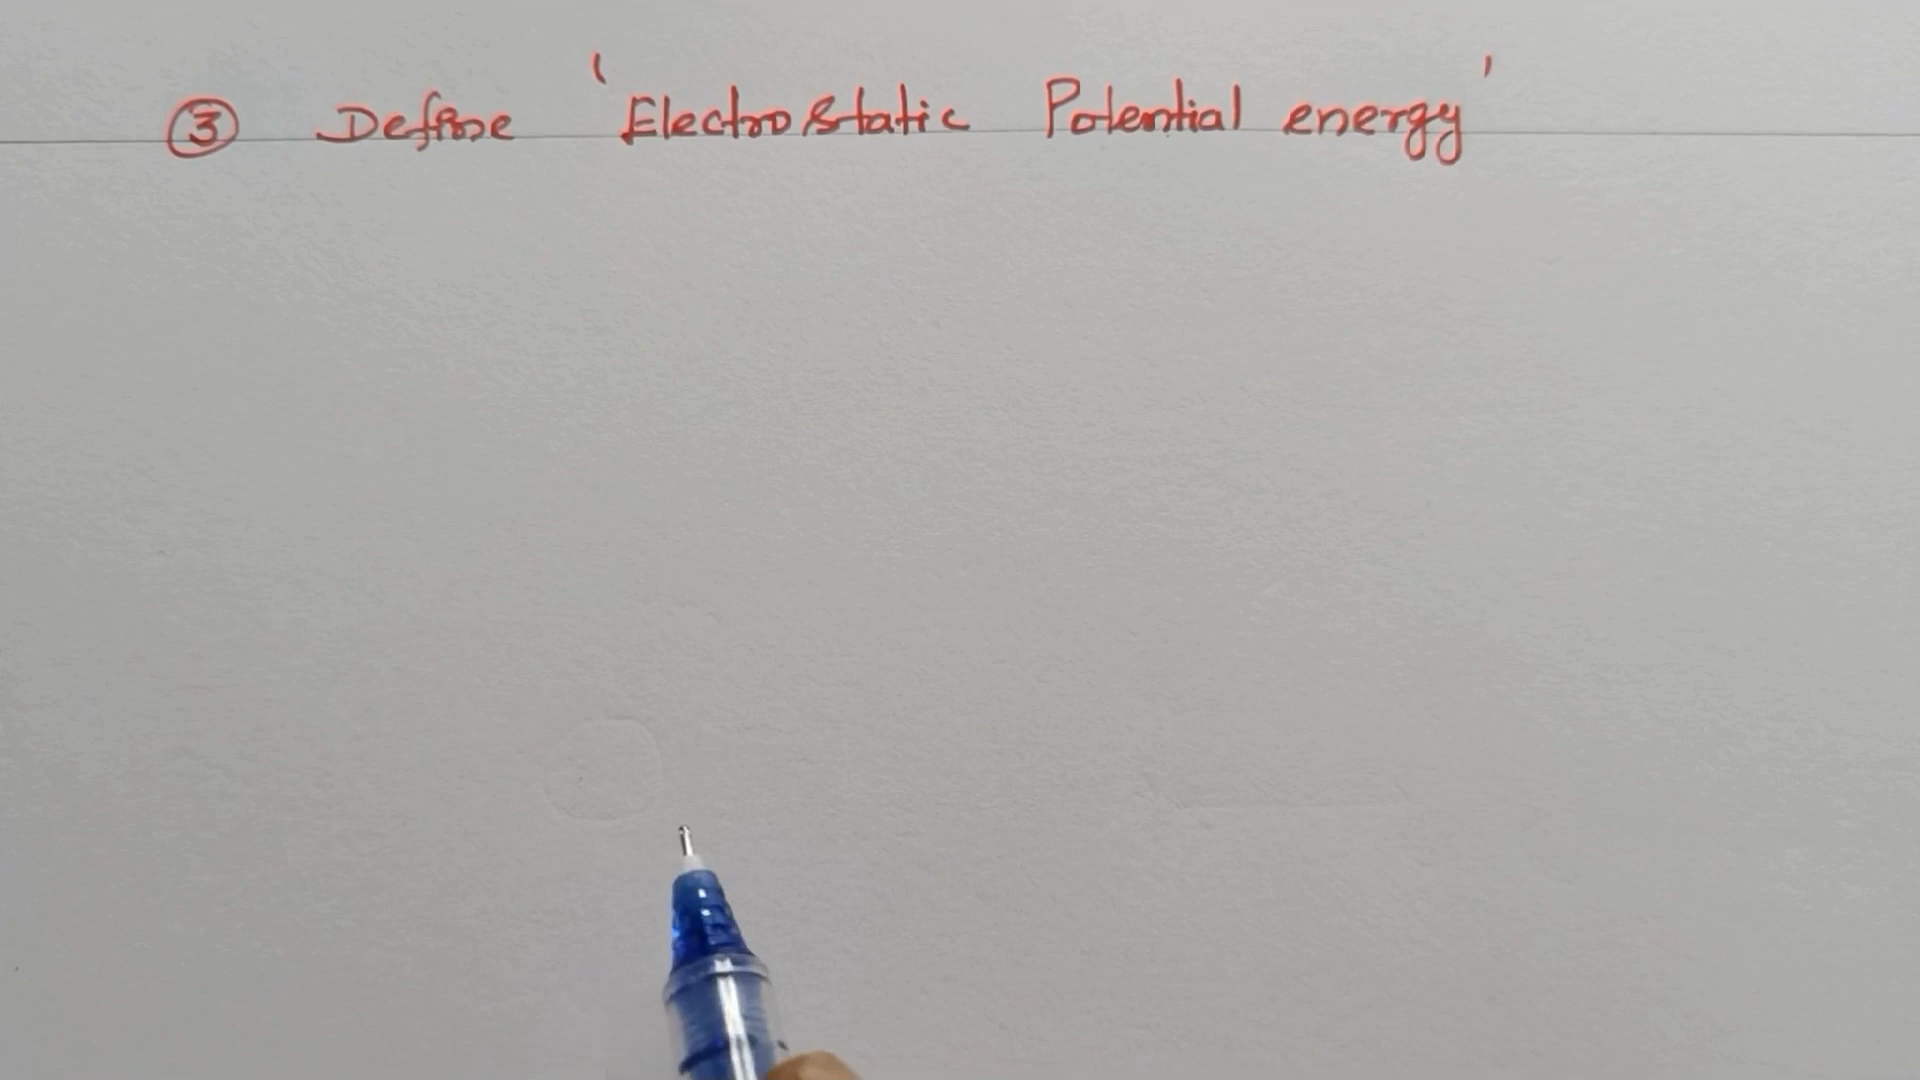 ③ Define 'Electrostatic Potential energy'